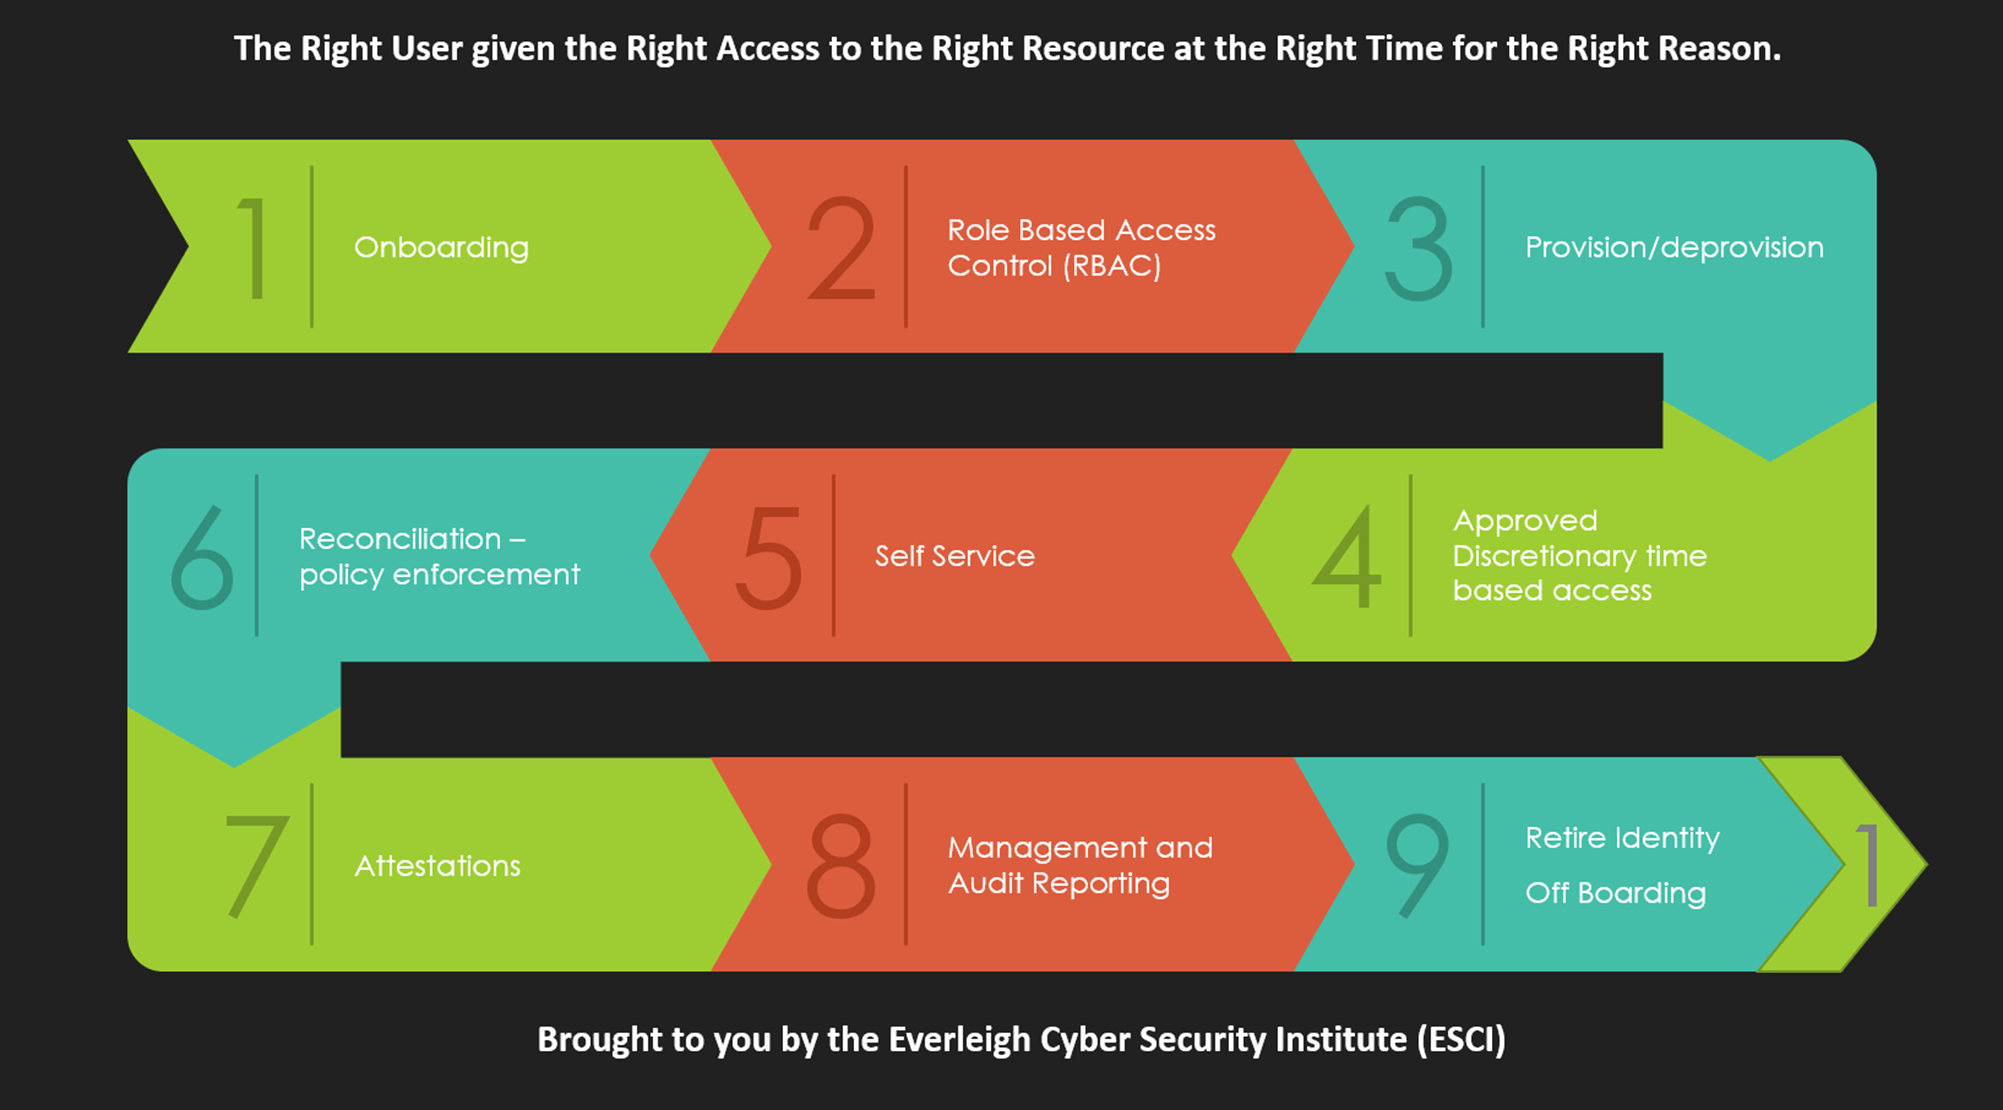 The Right User given the Right Access to the Right Resource at the Right Time for the Right Reason.
1
Onboarding
2
Role Based Access
Control (RBAC)
3
Provision/deprovision
4
Approved
Discretionary time
based access
5
Self Service
6
Reconciliation –
policy enforcement
7
Attestations
8
Management and
Audit Reporting
9
Retire Identity
Off Boarding
1
Brought to you by the Everleigh Cyber Security Institute (ESCI)